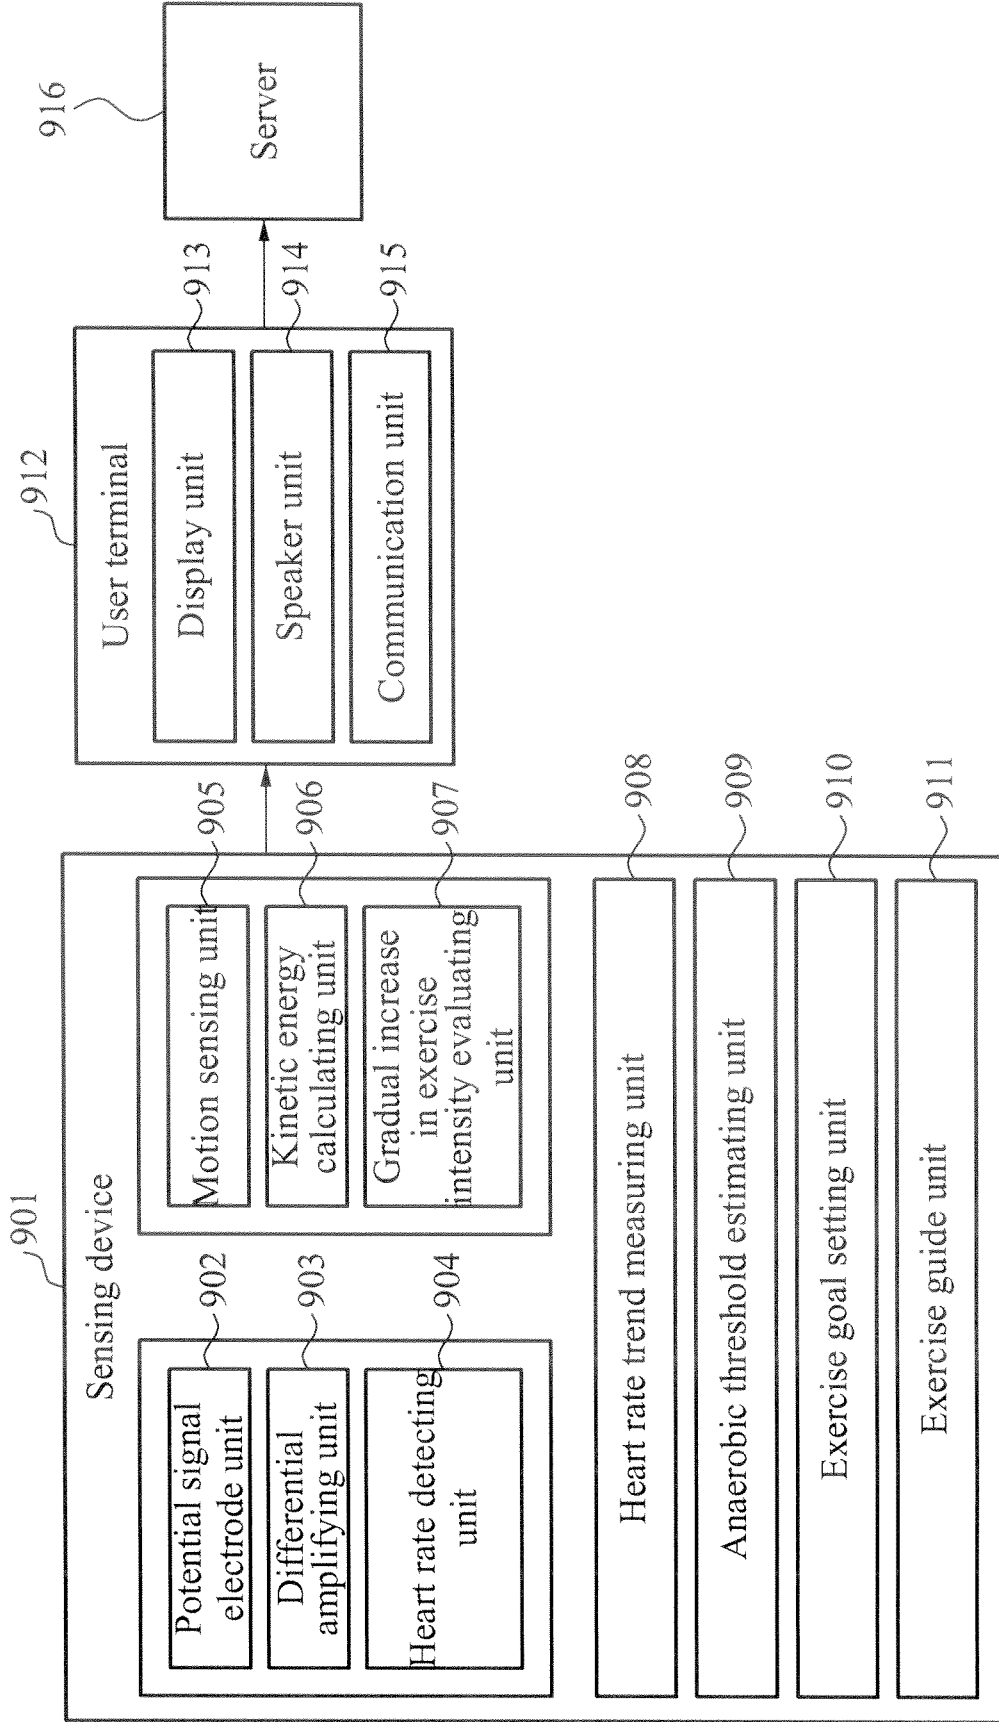 901
Sensing device
Potential signal
electrode unit
902
Differential
amplifying unit
903
Heart rate detecting
unit
904
Motion sensing unit
905
Kinetic energy
calculating unit
906
Gradual increase
in exercise
intensity evaluating
unit
907
Heart rate trend measuring unit
908
Anaerobic threshold estimating unit
909
Exercise goal setting unit
910
Exercise guide unit
911
912
User terminal
Display unit
913
Speaker unit
914
Communication unit
915
916
Server